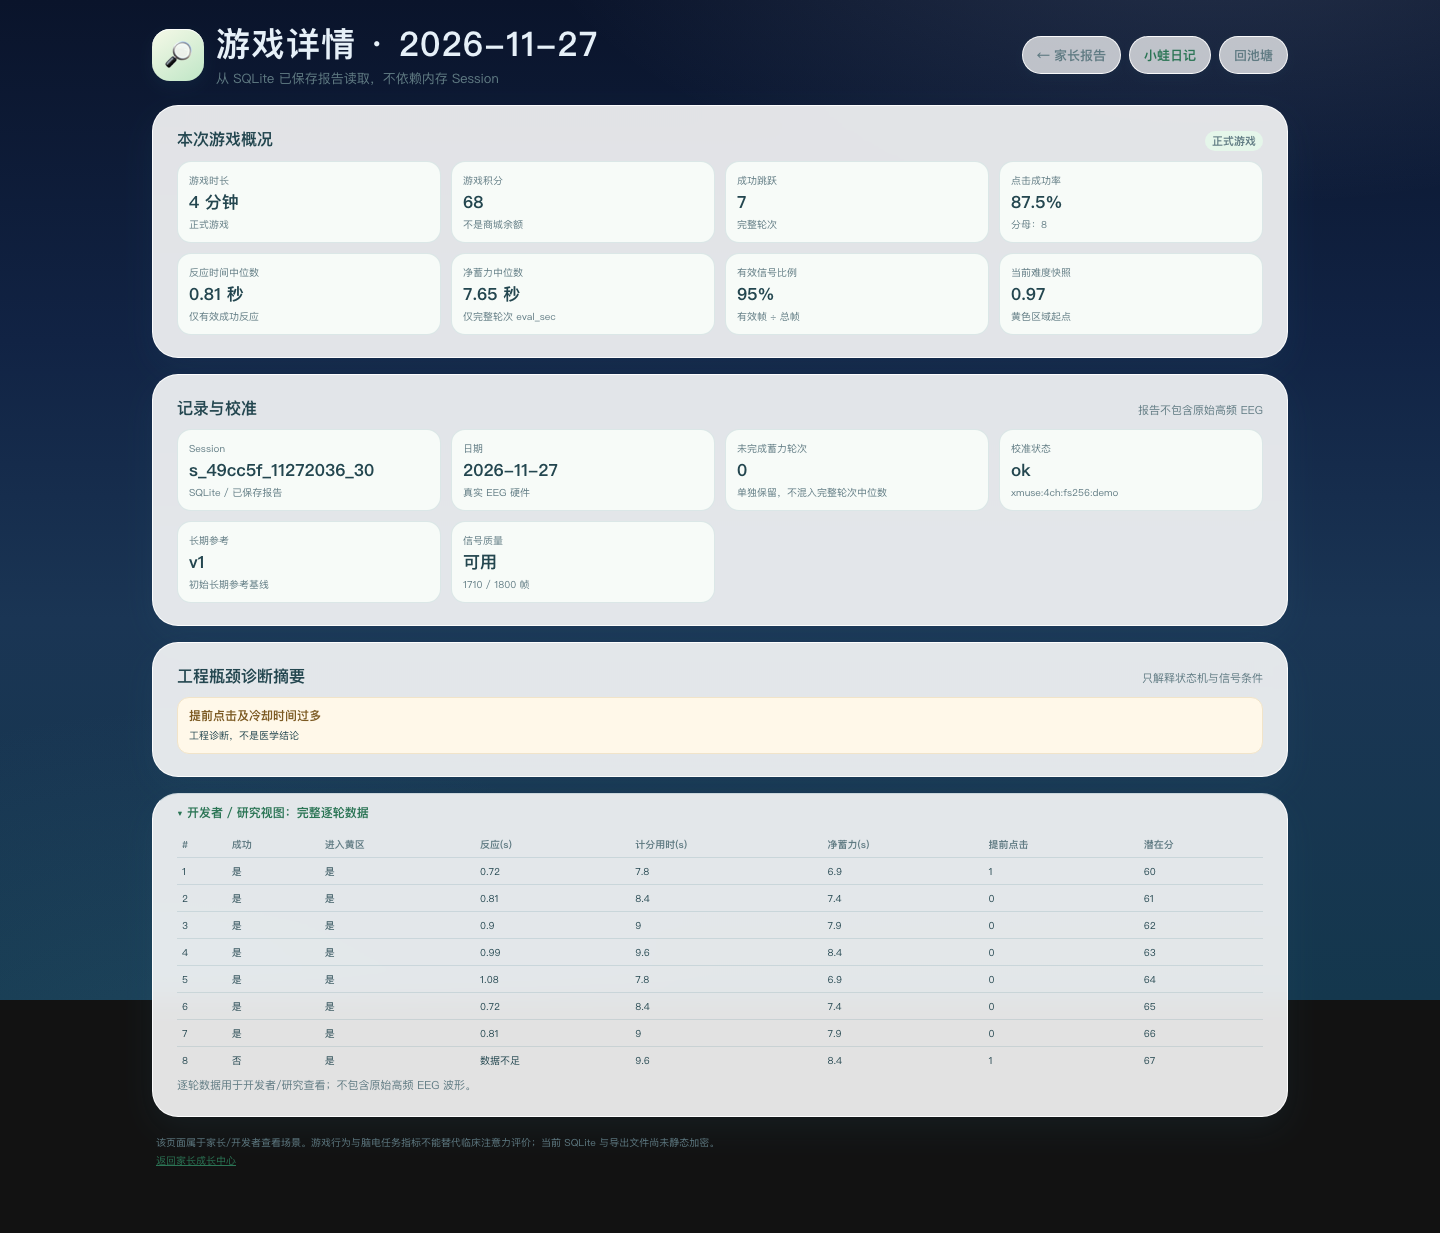 游戏详情 · 2026-11-27
从 SQLite 已保存报告读取，不依赖内存 Session
← 家长报告 小蛙日记 回池塘
本次游戏概况 正式游戏
游戏时长 游戏积分 成功跳跃 点击成功率
4 分钟 68 7 87.5%
正式游戏 不是商城余额 完整轮次 分母：8
反应时间中位数 净蓄力中位数 有效信号比例 当前难度快照
0.81 秒 7.65 秒 95% 0.97
仅有效成功反应 仅完整轮次 eval_sec 有效帧 ÷ 总帧 黄色区域起点
记录与校准 报告不包含原始高频 EEG
Session 日期 未完成蓄力轮次 校准状态
s_49cc5f_11272036_30 2026-11-27 0 ok
SQLite / 已保存报告 真实 EEG 硬件 单独保留，不混入完整轮次中位数 xmuse:4ch:fs256:demo
长期参考 信号质量
v1 可用
初始长期参考基线 1710 / 1800 帧
工程瓶颈诊断摘要 只解释状态机与信号条件
提前点击及冷却时间过多
工程诊断，不是医学结论
▾ 开发者 / 研究视图：完整逐轮数据
# 成功 进入黄区 反应(s) 计分用时(s) 净蓄力(s) 提前点击 潜在分
1 是 是 0.72 7.8 6.9 1 60
2 是 是 0.81 8.4 7.4 0 61
3 是 是 0.9 9 7.9 0 62
4 是 是 0.99 9.6 8.4 0 63
5 是 是 1.08 7.8 6.9 0 64
6 是 是 0.72 8.4 7.4 0 65
7 是 是 0.81 9 7.9 0 66
8 否 是 数据不足 9.6 8.4 1 67
逐轮数据用于开发者/研究查看；不包含原始高频 EEG 波形。
该页面属于家长/开发者查看场景。游戏行为与脑电任务指标不能替代临床注意力评价；当前 SQLite 与导出文件尚未静态加密。
返回家长成长中心